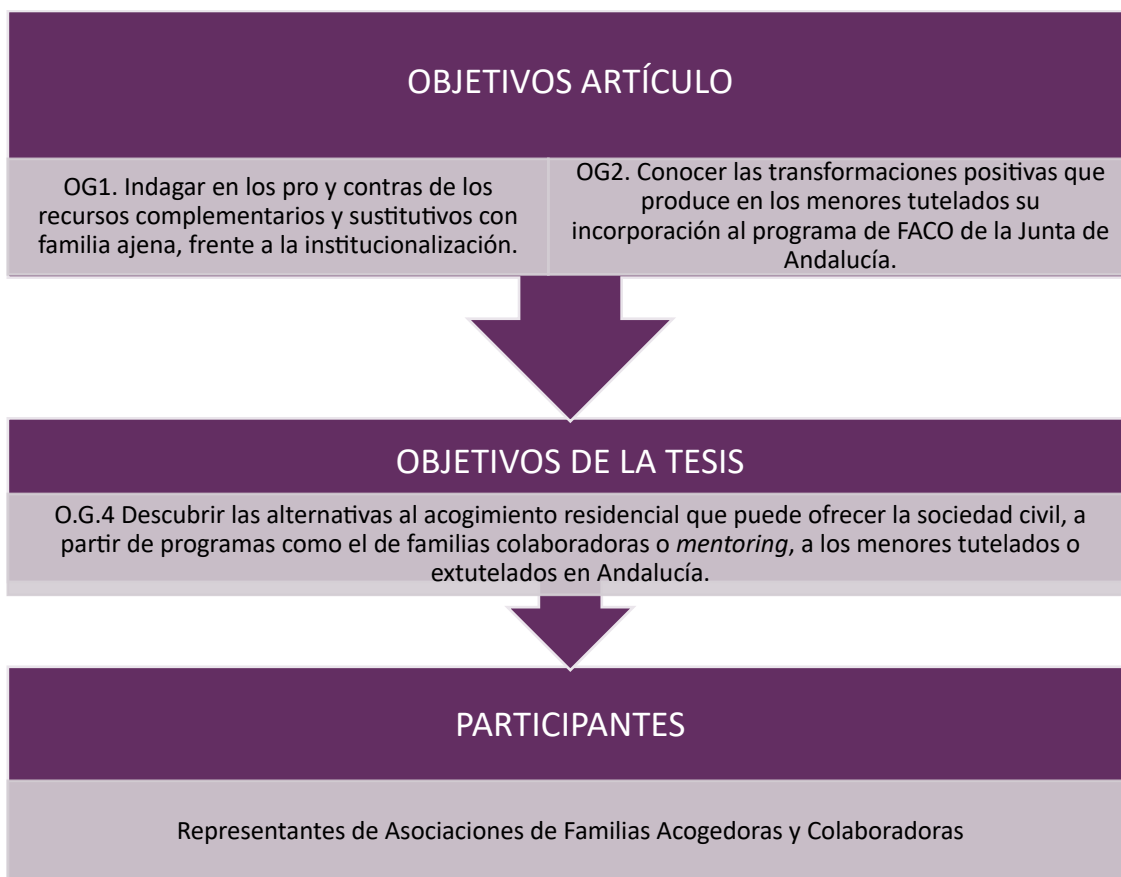 OBJETIVOS ARTÍCULO
OG1. Indagar en los pro y contras de los
recursos complementarios y sustitutivos con
familia ajena, frente a la institucionalización.
OG2. Conocer las transformaciones positivas que
produce en los menores tutelados su
incorporación al programa de FACO de la Junta de
Andalucía.
OBJETIVOS DE LA TESIS
O.G.4 Descubrir las alternativas al acogimiento residencial que puede ofrecer la sociedad civil, a
partir de programas como el de familias colaboradoras o mentoring, a los menores tutelados o
extutelados en Andalucía.
PARTICIPANTES
Representantes de Asociaciones de Familias Acogedoras y Colaboradoras